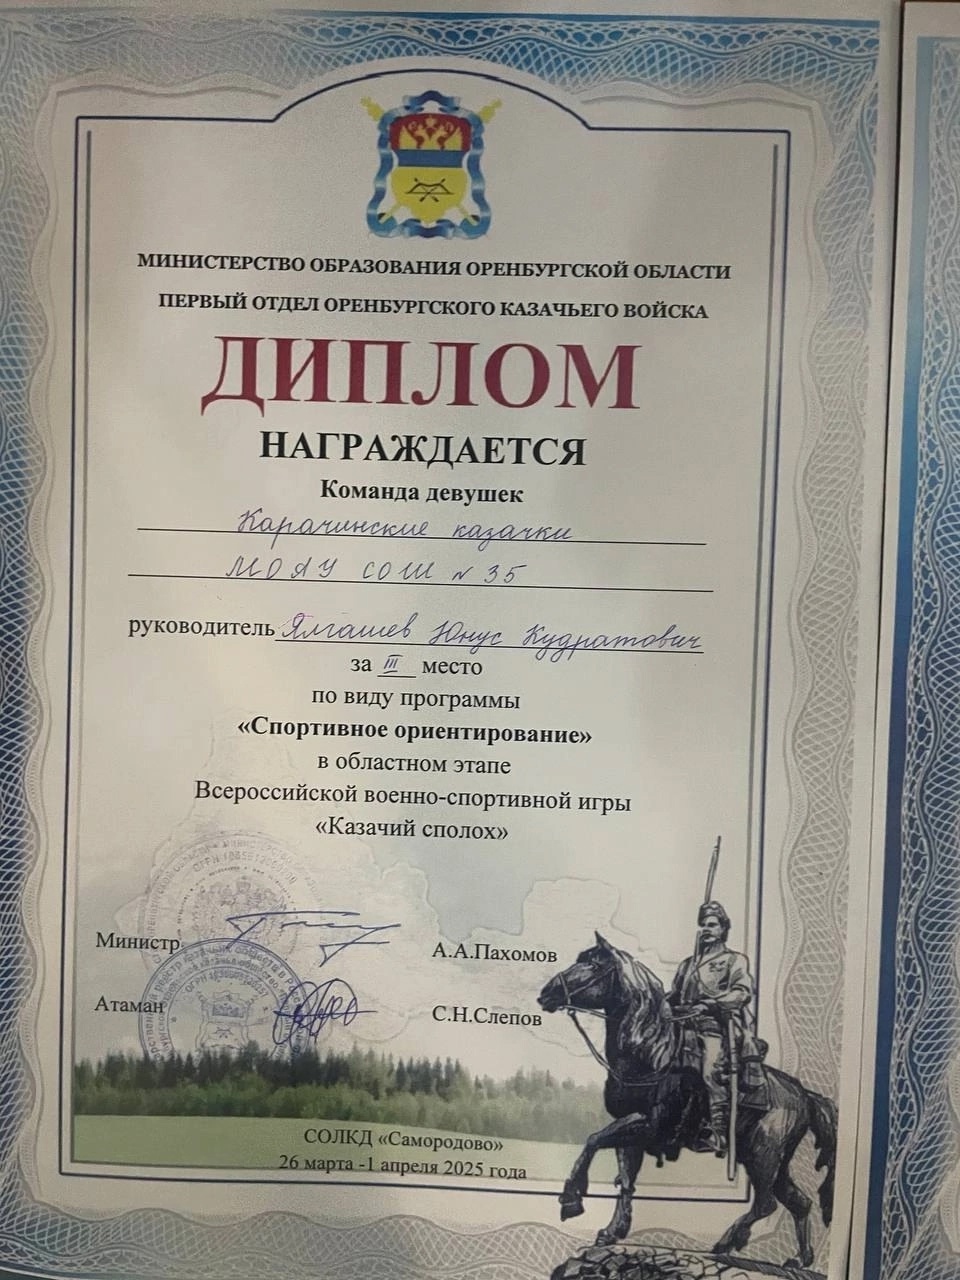 МИНИСТЕРСТВО ОБРАЗОВАНИЯ ОРЕНБУРГСКОЙ ОБЛАСТИ
ПЕРВЫЙ ОТДЕЛ ОРЕНБУРГСКОГО КАЗАЧЬЕГО ВОЙСКА
ДИПЛОМ
НАГРАЖДАЕТСЯ
Команда девушек
Карачинские казачки
МОАУ СОШ № 35
руководитель Ялгашев Юнус Кудратович
за III место
по виду программы
«Спортивное ориентирование»
в областном этапе
Всероссийской военно-спортивной игры
«Казачий сполох»
Министр А.А.Пахомов
Атаман С.Н.Слепов
СОЛКД «Самородово»
26 марта -1 апреля 2025 года